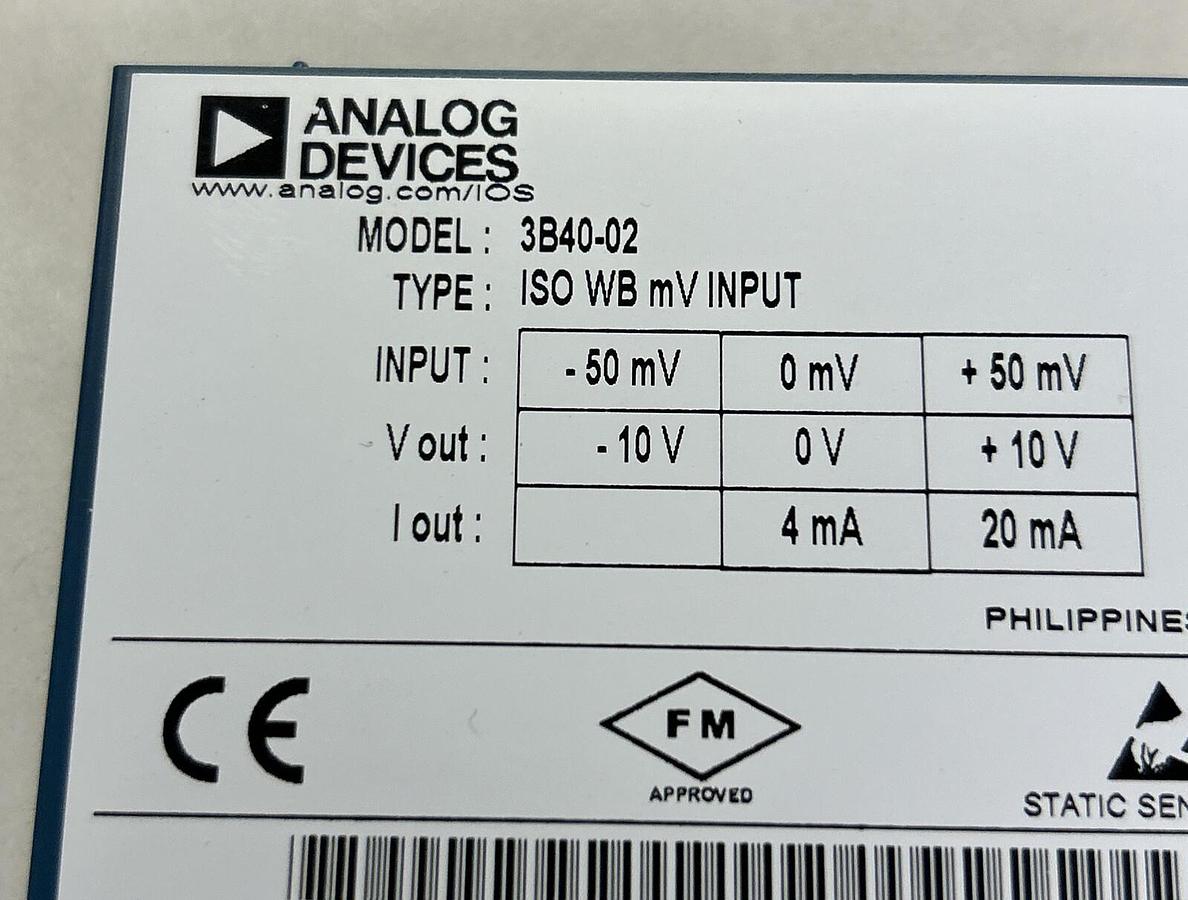 ANALOG
DEVICES
www.analog.com/IOS
MODEL : 3B40-02
TYPE : ISO WB mV INPUT
INPUT : - 50 mV 0 mV + 50 mV
V out : - 10 V 0 V + 10 V
I out : 4 mA 20 mA
PHILIPPINES
CE
FM
APPROVED
STATIC SEN